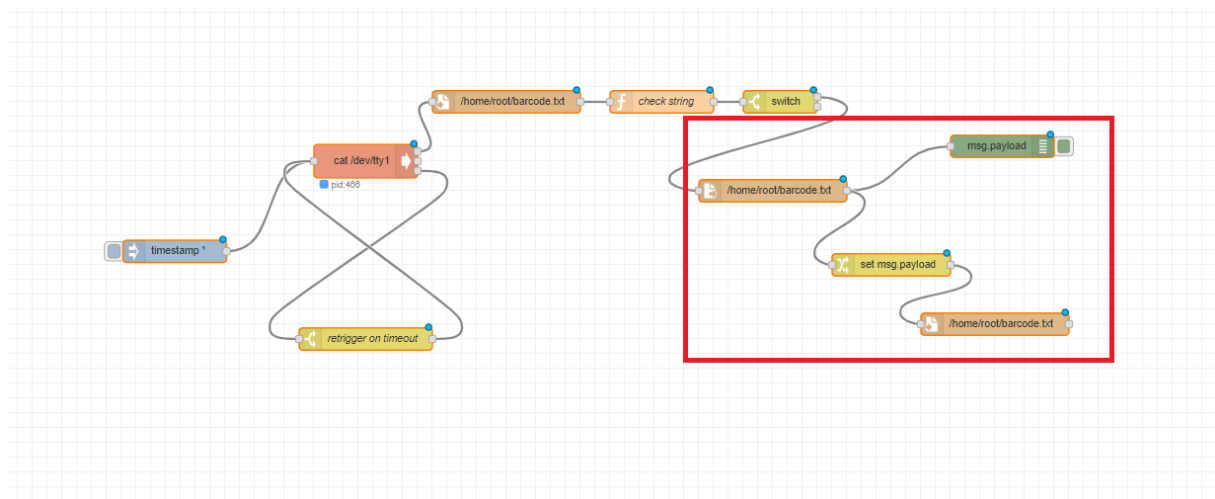 /home/root/barcode.txt
check string
switch
msg.payload
cat /dev/tty1
pid:466
/home/root/barcode.txt
timestamp ¹
set msg.payload
/home/root/barcode.txt
retrigger on timeout